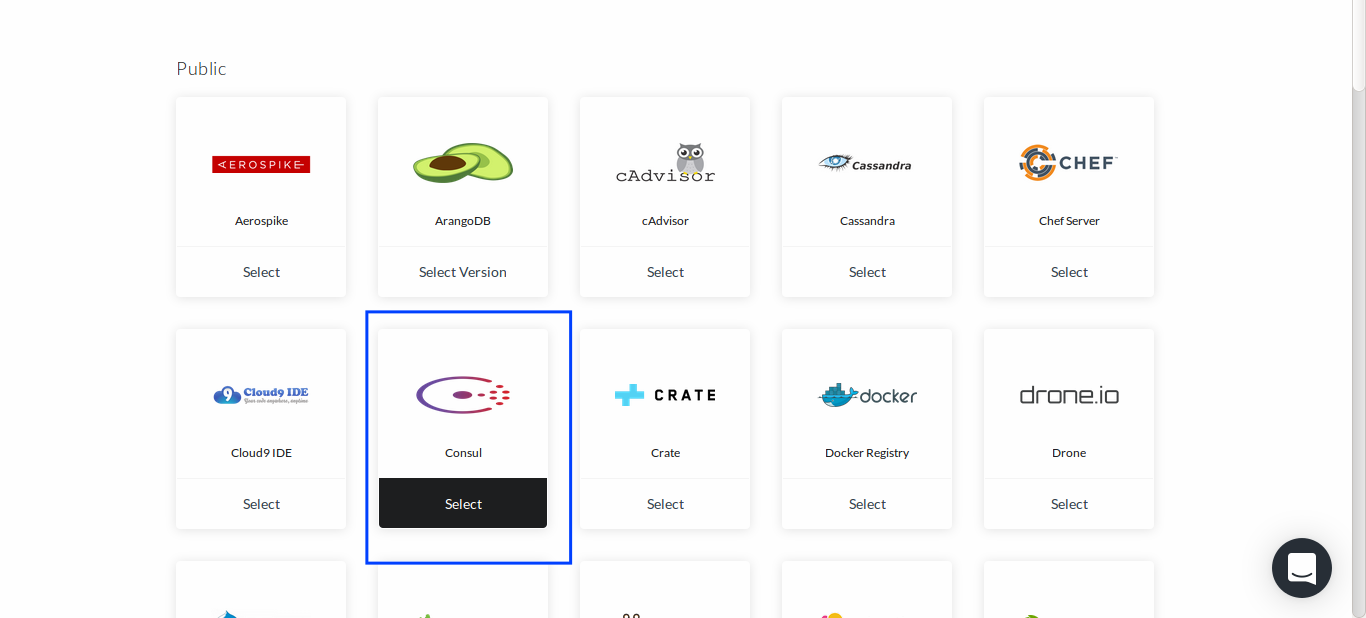 Public
AEROSPIKE
cAdvisor
Cassandra
CHEF
Aerospike
ArangoDB
cAdvisor
Cassandra
Chef Server
Select
Select Version
Select
Select
Select
9 Cloud9 IDE
Your code anywhere, anytime
CRATE
docker
drone.io
Cloud9 IDE
Consul
Crate
Docker Registry
Drone
Select
Select
Select
Select
Select